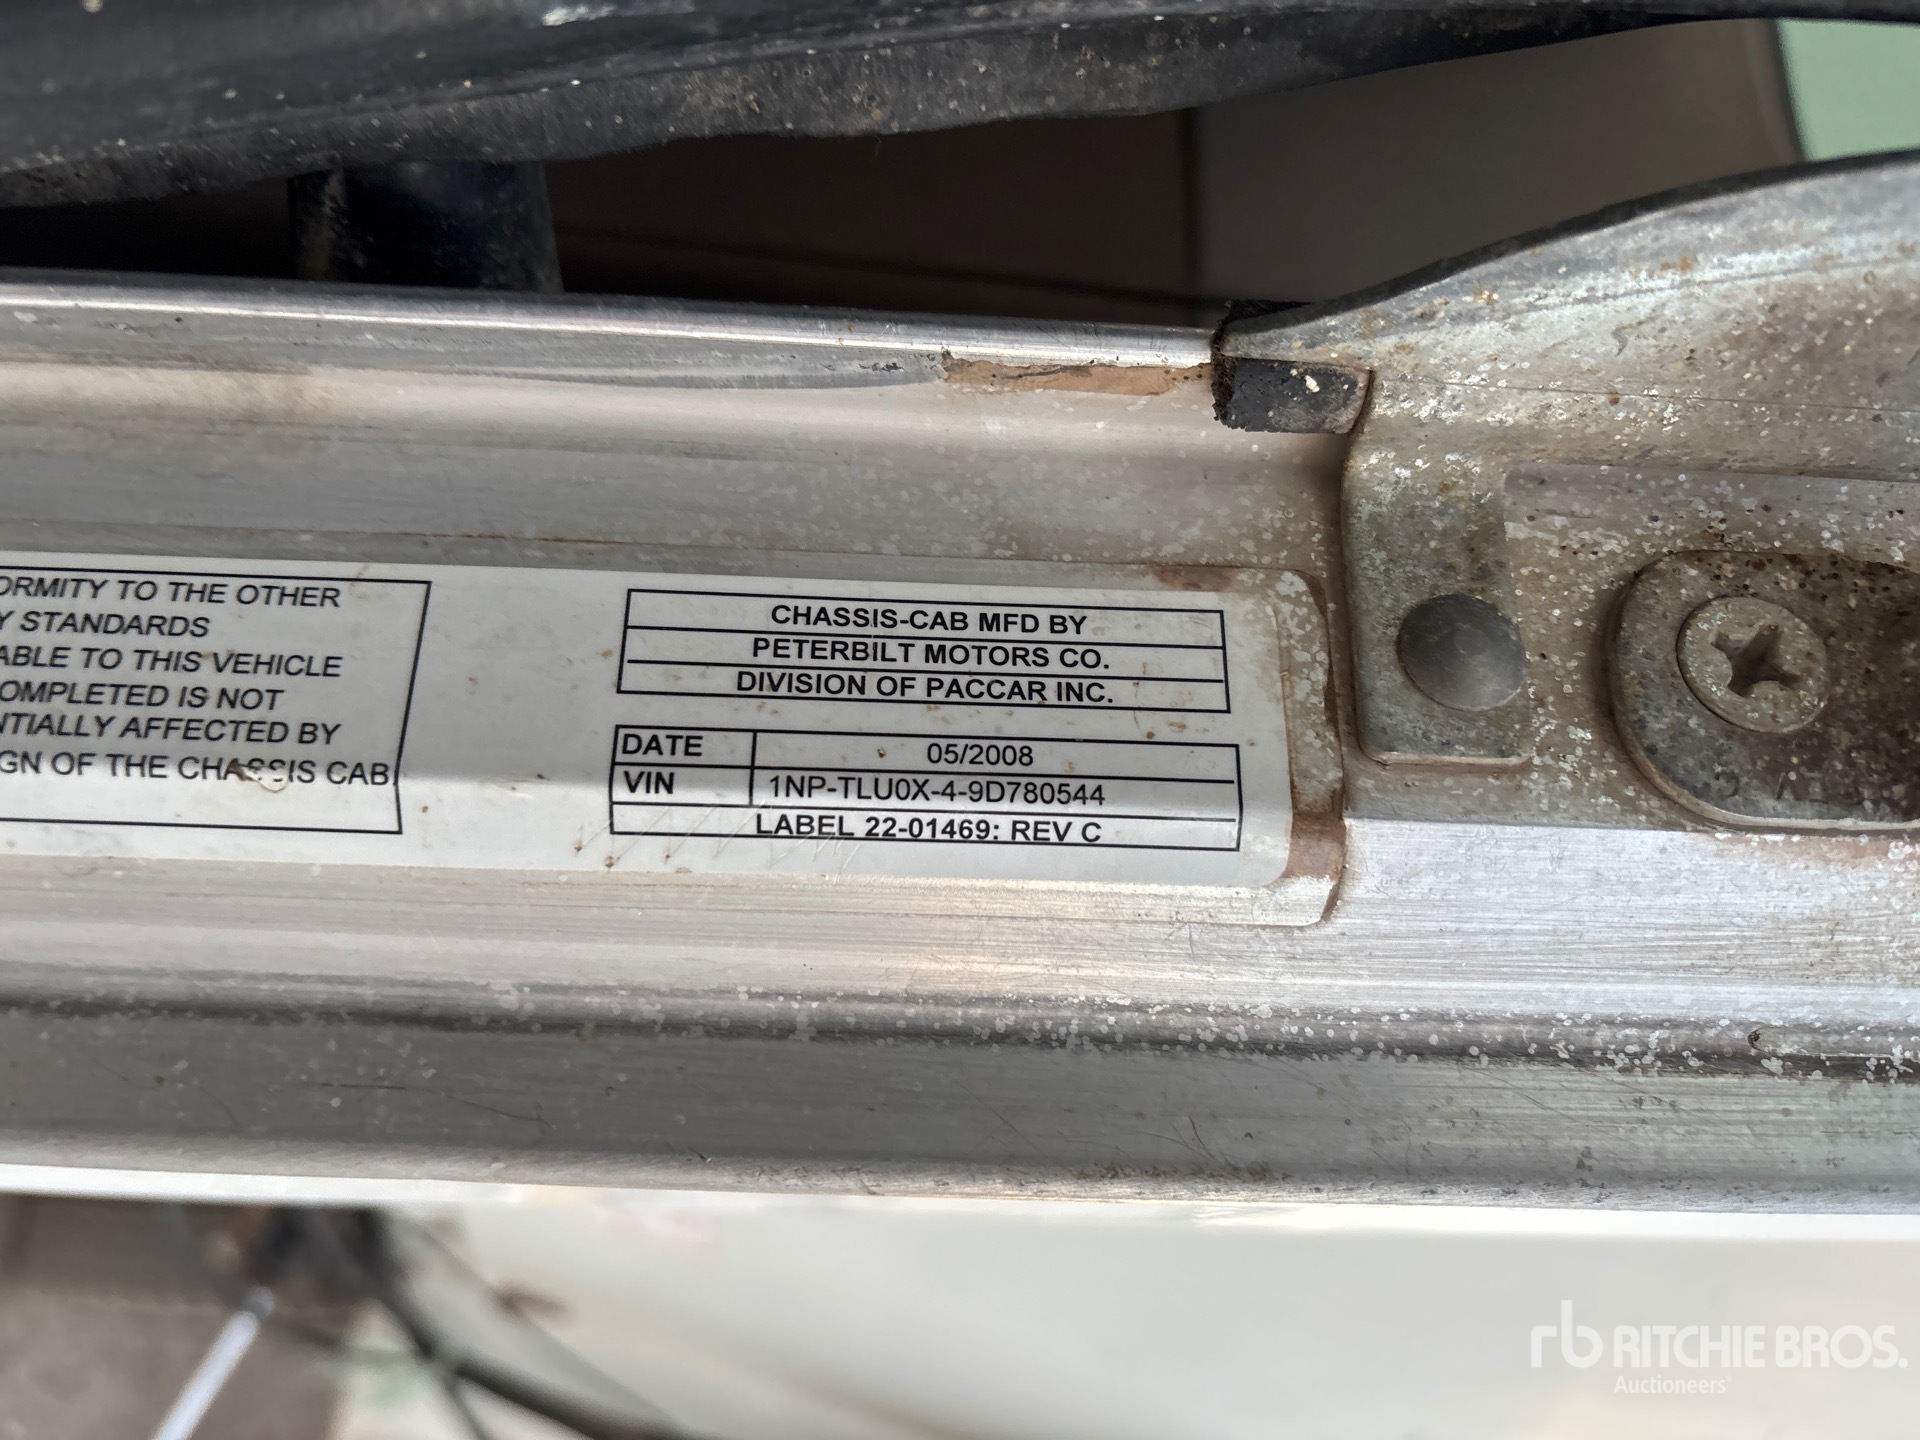 ORMITY TO THE OTHER
Y STANDARDS
ABLE TO THIS VEHICLE
OMPLETED IS NOT
NTIALLY AFFECTED BY
GN OF THE CHASSIS CAB
CHASSIS-CAB MFD BY
PETERBILT MOTORS CO.
DIVISION OF PACCAR INC.
DATE 05/2008
VIN 1NP-TLU0X-4-9D780544
LABEL 22-01469: REV C
rb RITCHIE BROS.
Auctioneers